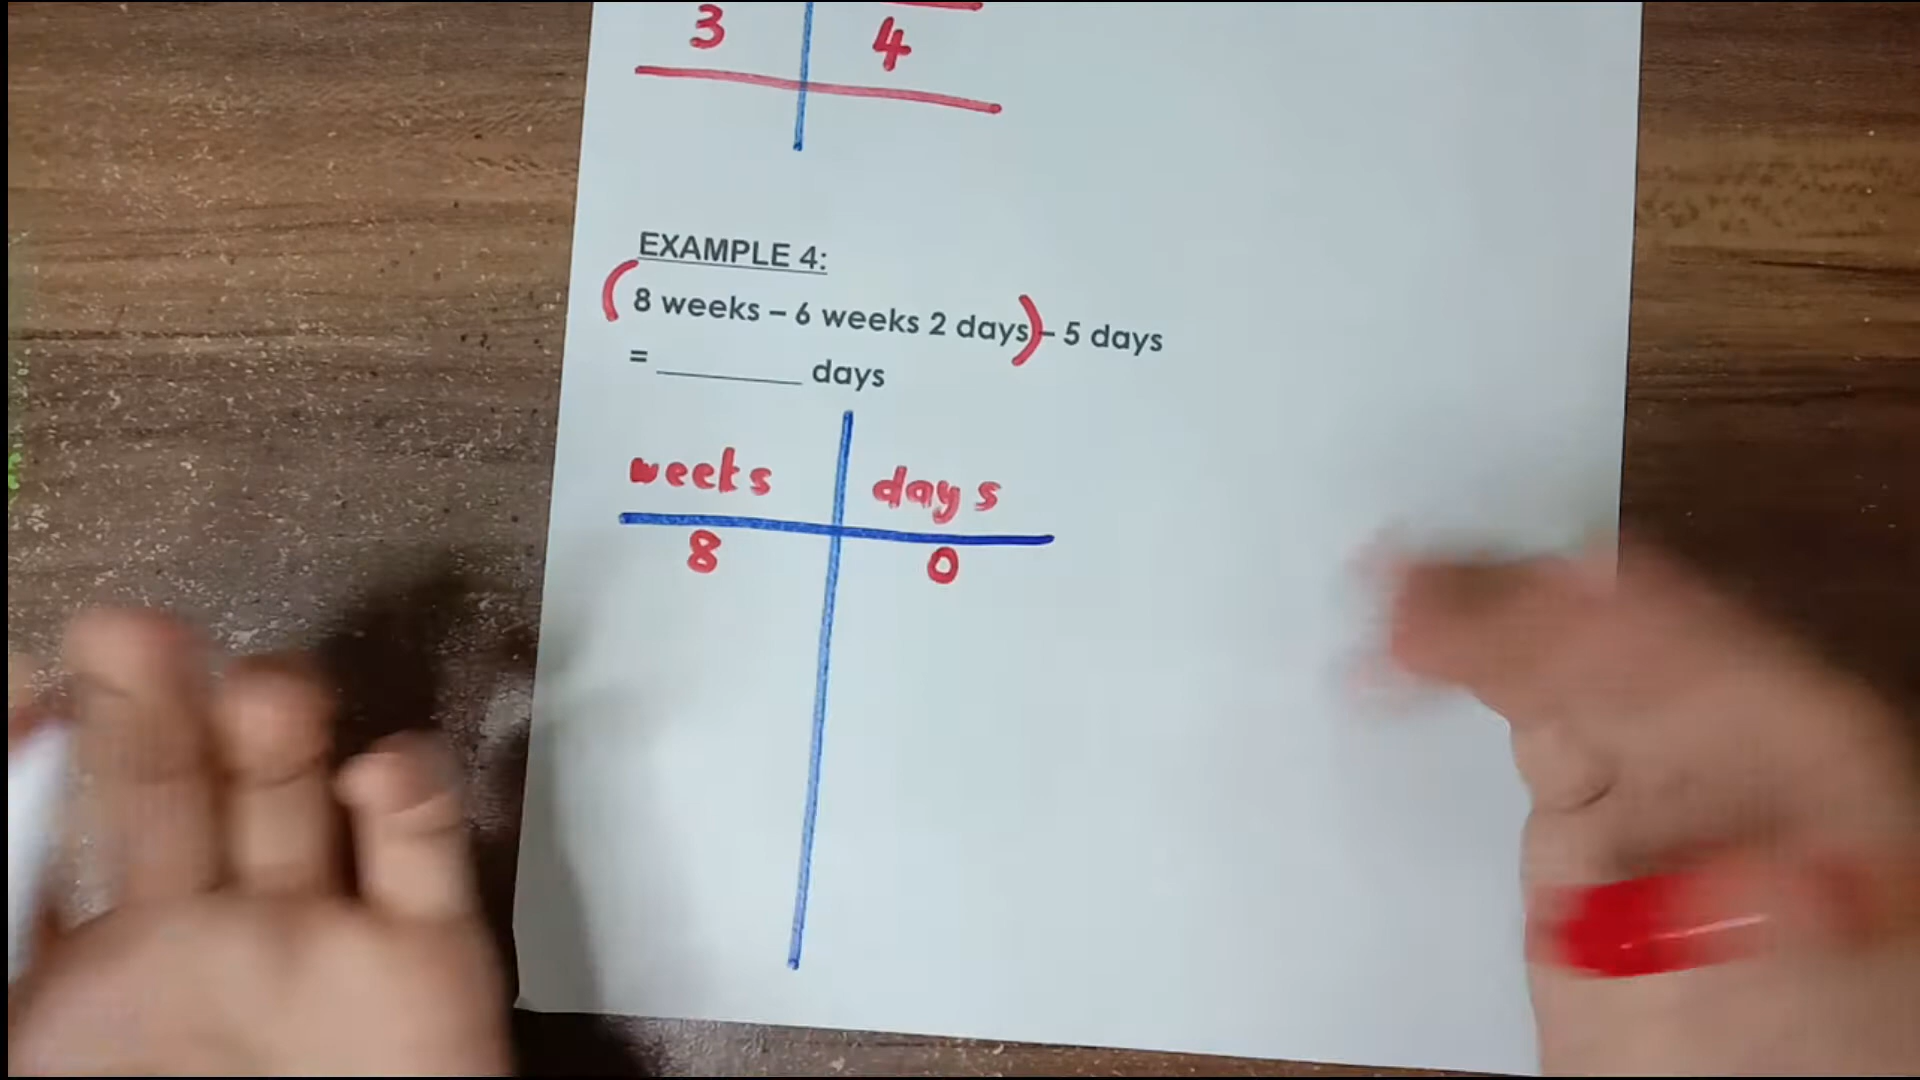 3 4
EXAMPLE 4:
(8 weeks – 6 weeks 2 days) – 5 days
= ________ days
weeks days
8 0